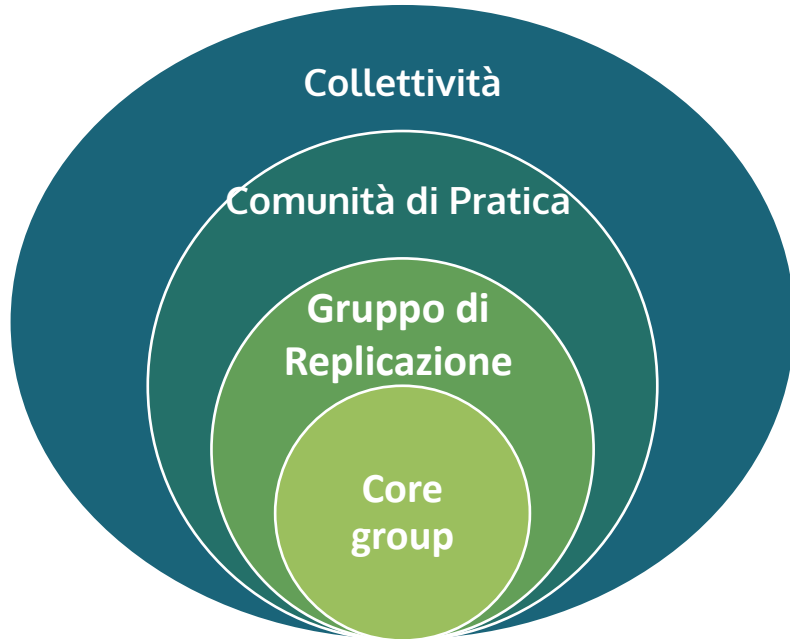 Collettività
Comunità di Pratica
Gruppo di
Replicazione
Core
group